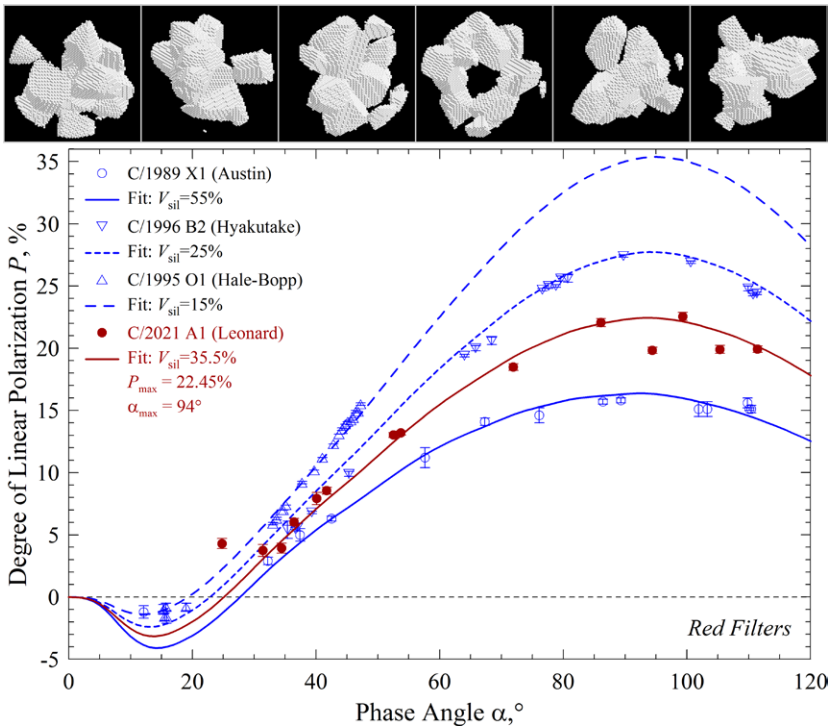 35
30
25
20
15
10
5
0
-5
Degree of Linear Polarization P, %
C/1989 X1 (Austin)
Fit: Vsil=55%
C/1996 B2 (Hyakutake)
Fit: Vsil=25%
C/1995 O1 (Hale-Bopp)
Fit: Vsil=15%
C/2021 A1 (Leonard)
Fit: Vsil=35.5%
Pmax = 22.45%
αmax = 94°
Red Filters
0 20 40 60 80 100 120
Phase Angle α,°